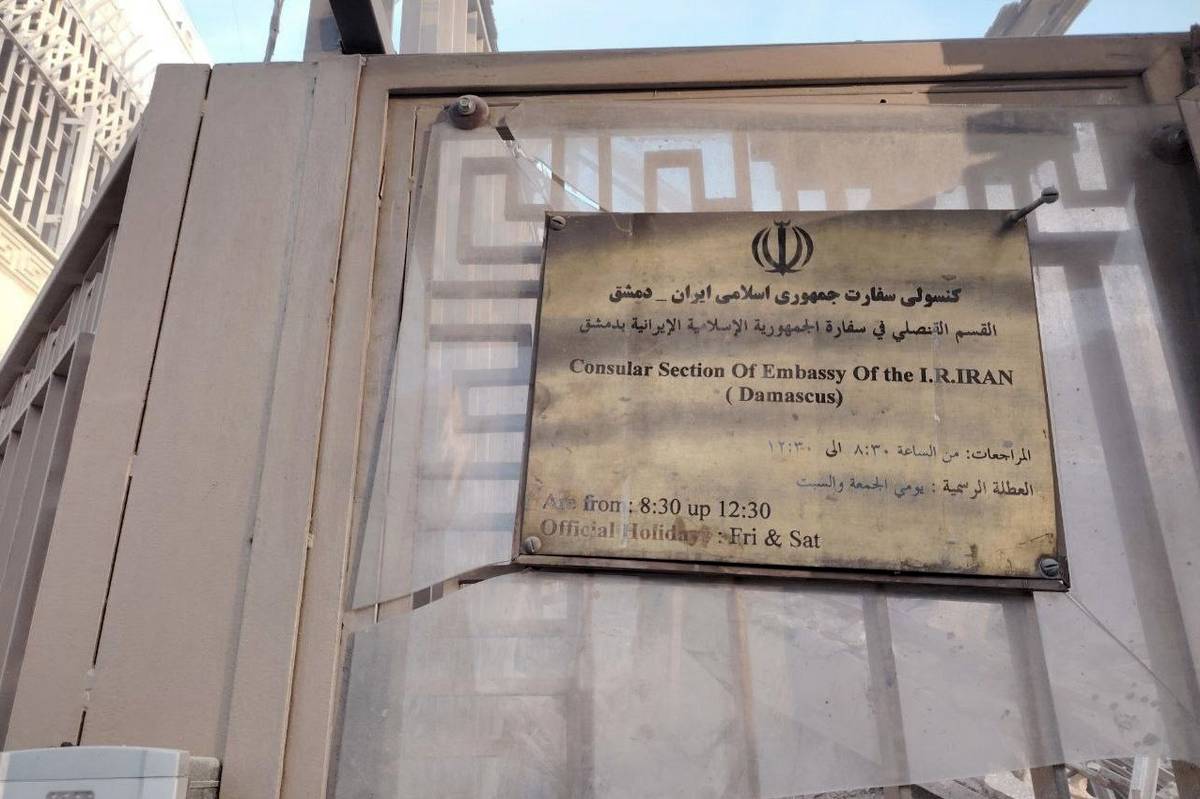 کنسولی سفارت جمهوری اسلامی ایران _ دمشق
القسم القنصلي في سفارة الجمهورية الإسلامية الإيرانية بدمشق
Consular Section Of Embassy Of the I.R.IRAN
( Damascus)
المراجعات: من الساعة ٨:٣٠ الى ١٢:٣٠
العطلة الرسمية : يومي الجمعة والسبت
Are from: 8:30 up 12:30
Official Holidays : Fri & Sat